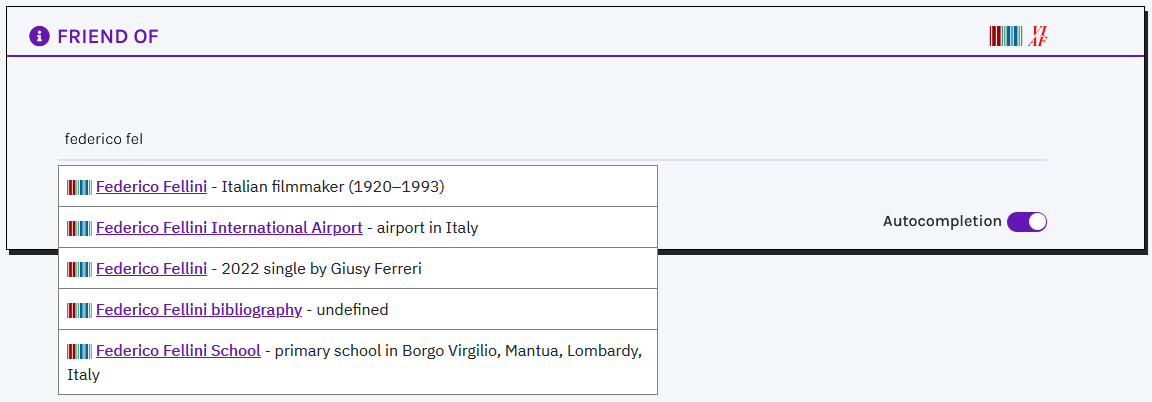 FRIEND OF
VI
AF
federico fel
Federico Fellini - Italian filmmaker (1920–1993)
Federico Fellini International Airport - airport in Italy
Autocompletion
Federico Fellini - 2022 single by Giusy Ferreri
Federico Fellini bibliography - undefined
Federico Fellini School - primary school in Borgo Virgilio, Mantua, Lombardy,
Italy